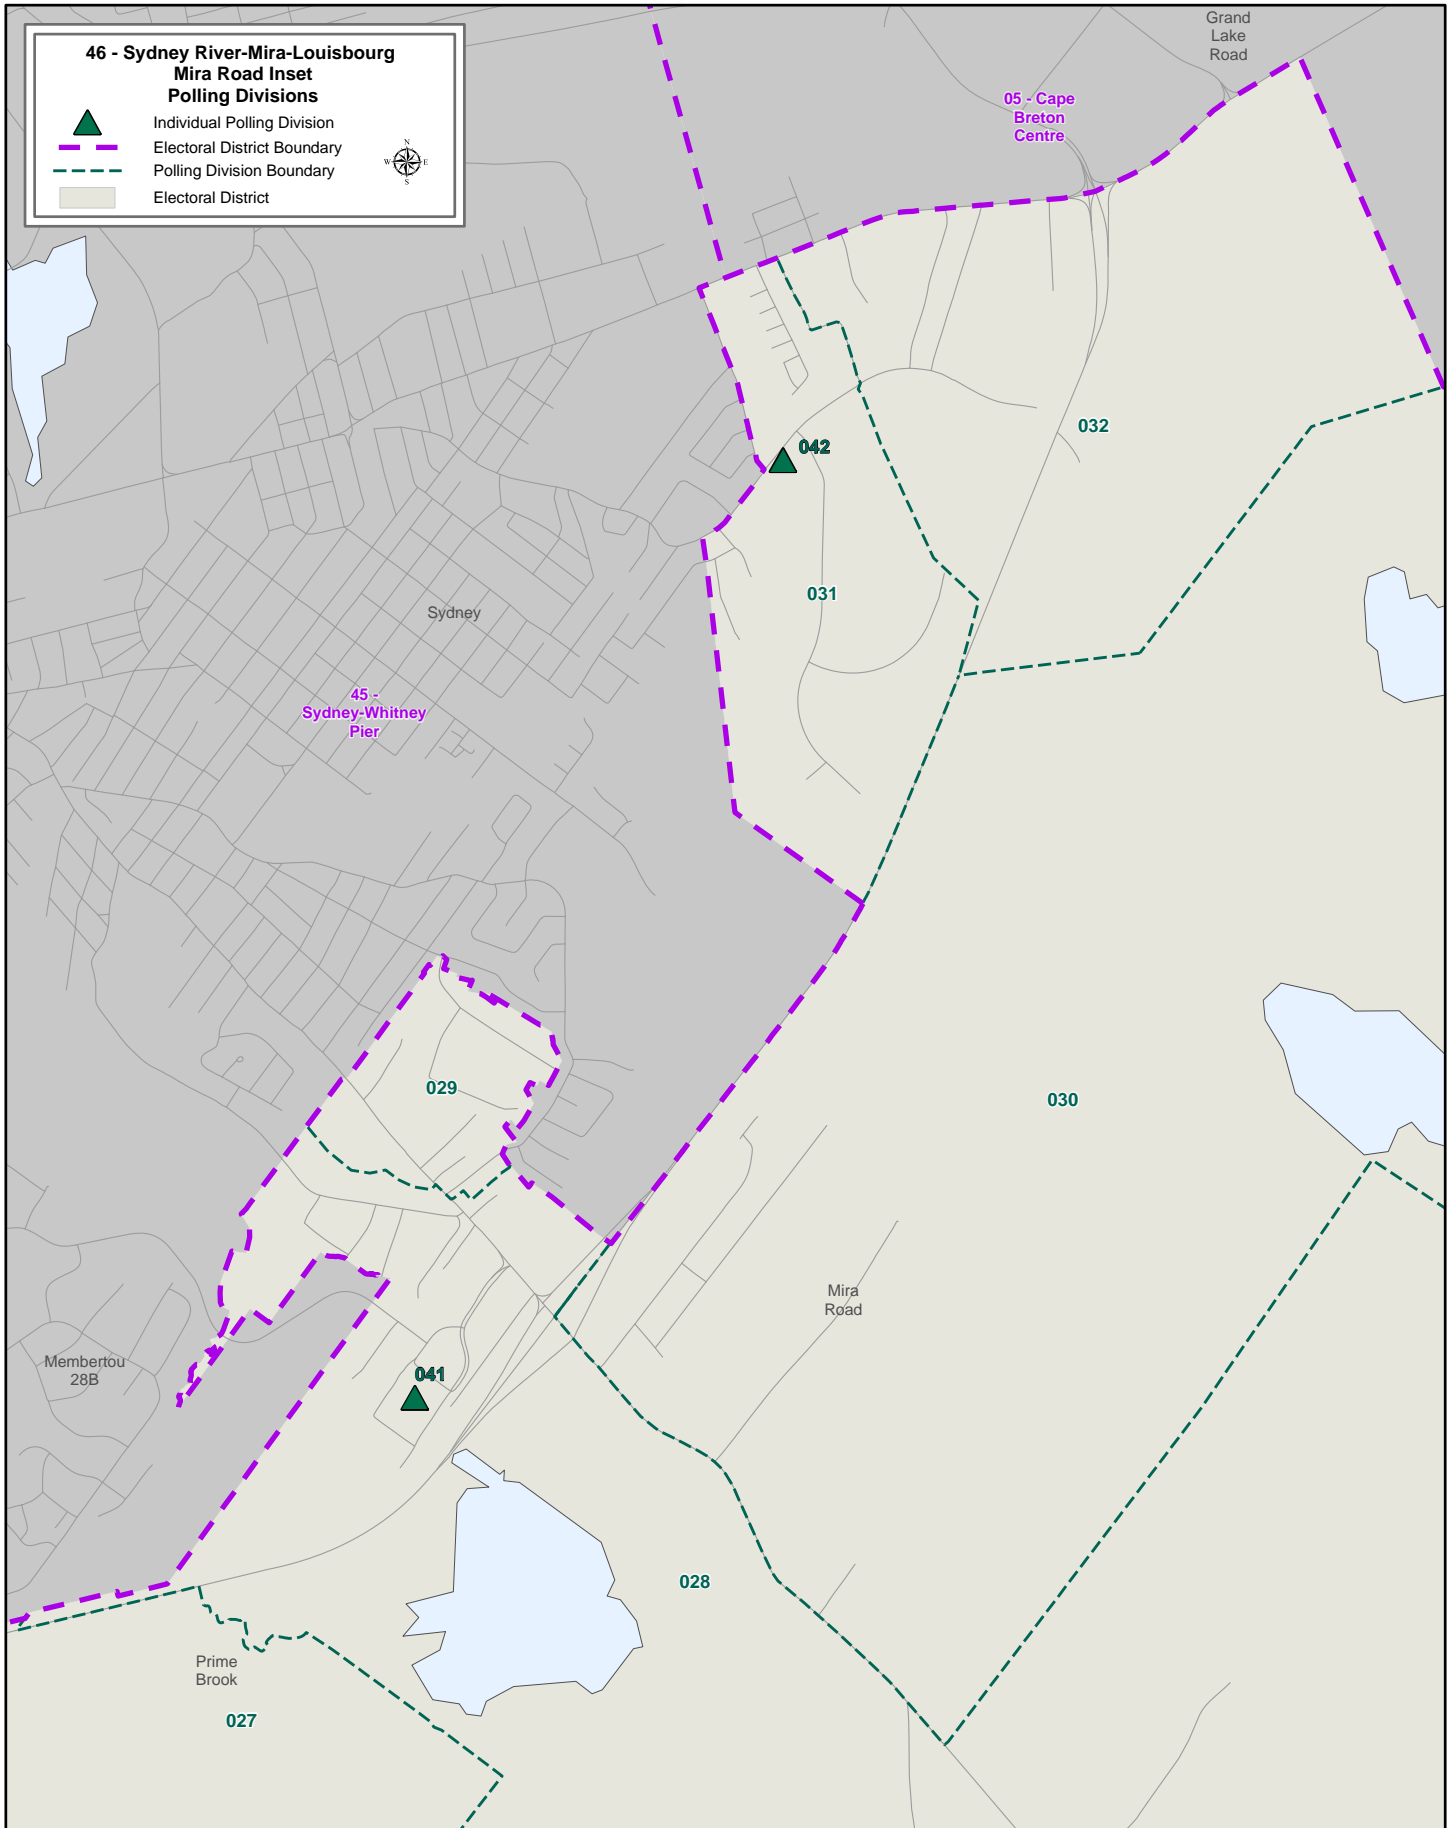 46 - Sydney River-Mira-Louisbourg
Mira Road Inset
Polling Divisions
Individual Polling Division
Electoral District Boundary
Polling Division Boundary
Electoral District
N
W E
S
Grand
Lake
Road
05 - Cape
Breton
Centre
032
042
031
Sydney
45 -
Sydney-Whitney
Pier
029
030
Mira
Road
Membertou
28B
041
028
Prime
Brook
027